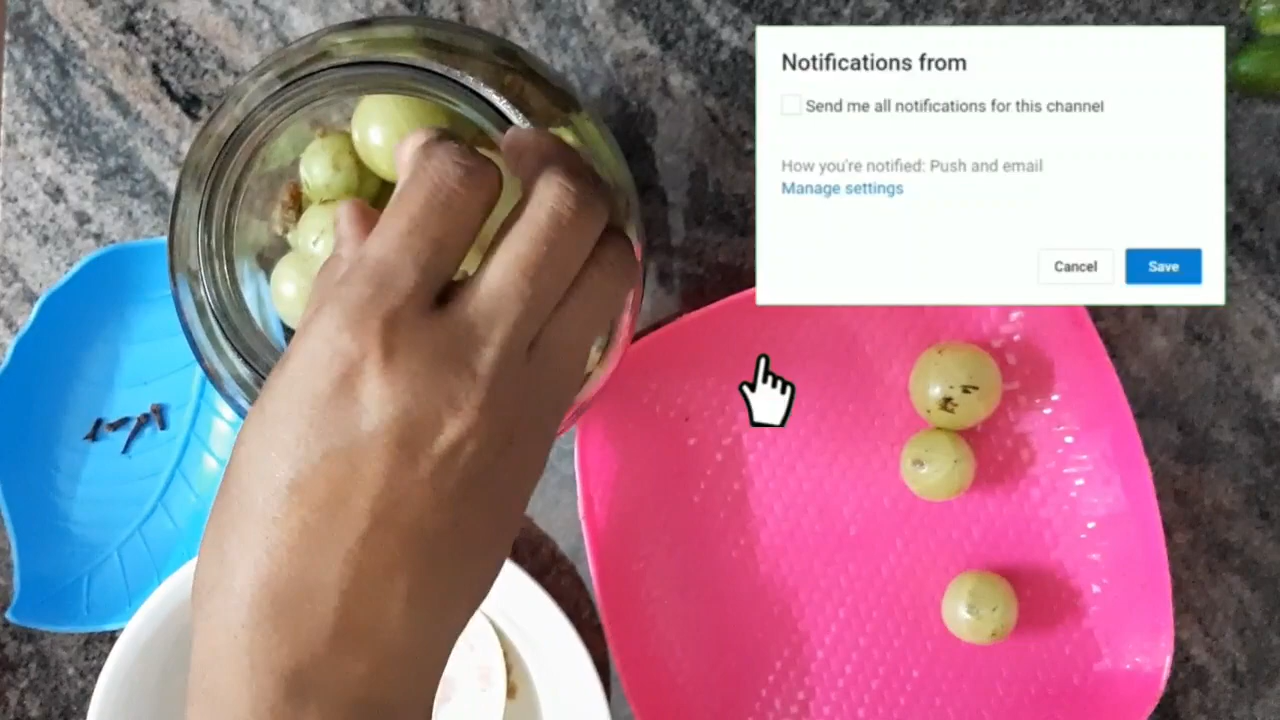 Notifications from
Send me all notifications for this channel
How you're notified: Push and email
Manage settings
Cancel
Save